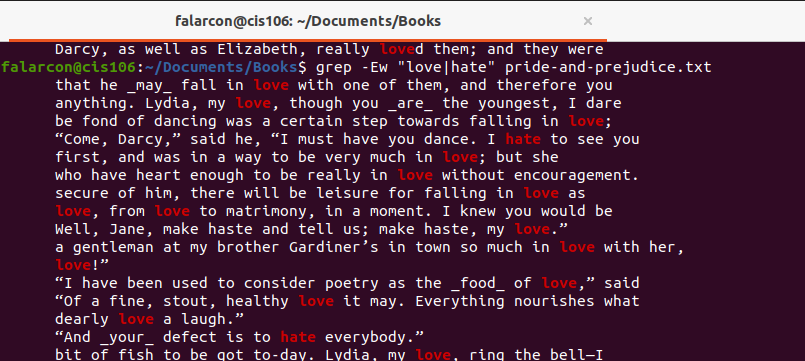 falarcon@cis106: ~/Documents/Books ×
Darcy, as well as Elizabeth, really loved them; and they were
falarcon@cis106:~/Documents/Books$ grep -Ew "love|hate" pride-and-prejudice.txt
that he _may_ fall in love with one of them, and therefore you
anything. Lydia, my love, though you _are_ the youngest, I dare
be fond of dancing was a certain step towards falling in love;
“Come, Darcy,” said he, “I must have you dance. I hate to see you
first, and was in a way to be very much in love; but she
who have heart enough to be really in love without encouragement.
secure of him, there will be leisure for falling in love as
love, from love to matrimony, in a moment. I knew you would be
Well, Jane, make haste and tell us; make haste, my love.”
a gentleman at my brother Gardiner’s in town so much in love with her,
love!”
“I have been used to consider poetry as the _food_ of love,” said
“Of a fine, stout, healthy love it may. Everything nourishes what
dearly love a laugh.”
“And _your_ defect is to hate everybody.”
bit of fish to be got to-day. Lydia, my love, ring the bell—I